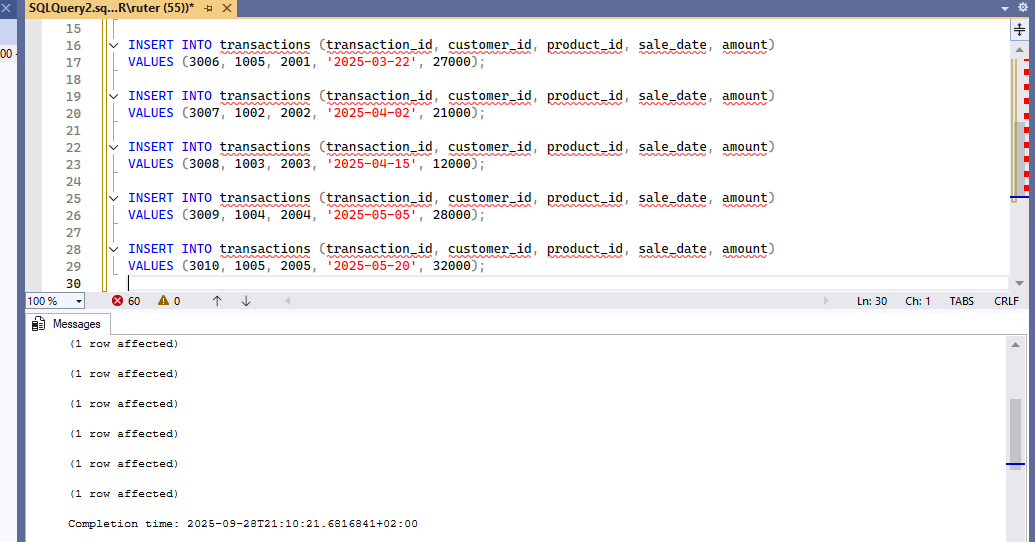 SQLQuery2.sq...R\ruter (55))*
15
16 INSERT INTO transactions (transaction_id, customer_id, product_id, sale_date, amount)
17 VALUES (3006, 1005, 2001, '2025-03-22', 27000);
18
19 INSERT INTO transactions (transaction_id, customer_id, product_id, sale_date, amount)
20 VALUES (3007, 1002, 2002, '2025-04-02', 21000);
21
22 INSERT INTO transactions (transaction_id, customer_id, product_id, sale_date, amount)
23 VALUES (3008, 1003, 2003, '2025-04-15', 12000);
24
25 INSERT INTO transactions (transaction_id, customer_id, product_id, sale_date, amount)
26 VALUES (3009, 1004, 2004, '2025-05-05', 28000);
27
28 INSERT INTO transactions (transaction_id, customer_id, product_id, sale_date, amount)
29 VALUES (3010, 1005, 2005, '2025-05-20', 32000);
30
00 -
100 % 60 0 Ln: 30 Ch: 1 TABS CRLF
Messages
(1 row affected)
(1 row affected)
(1 row affected)
(1 row affected)
(1 row affected)
(1 row affected)
Completion time: 2025-09-28T21:10:21.6816841+02:00